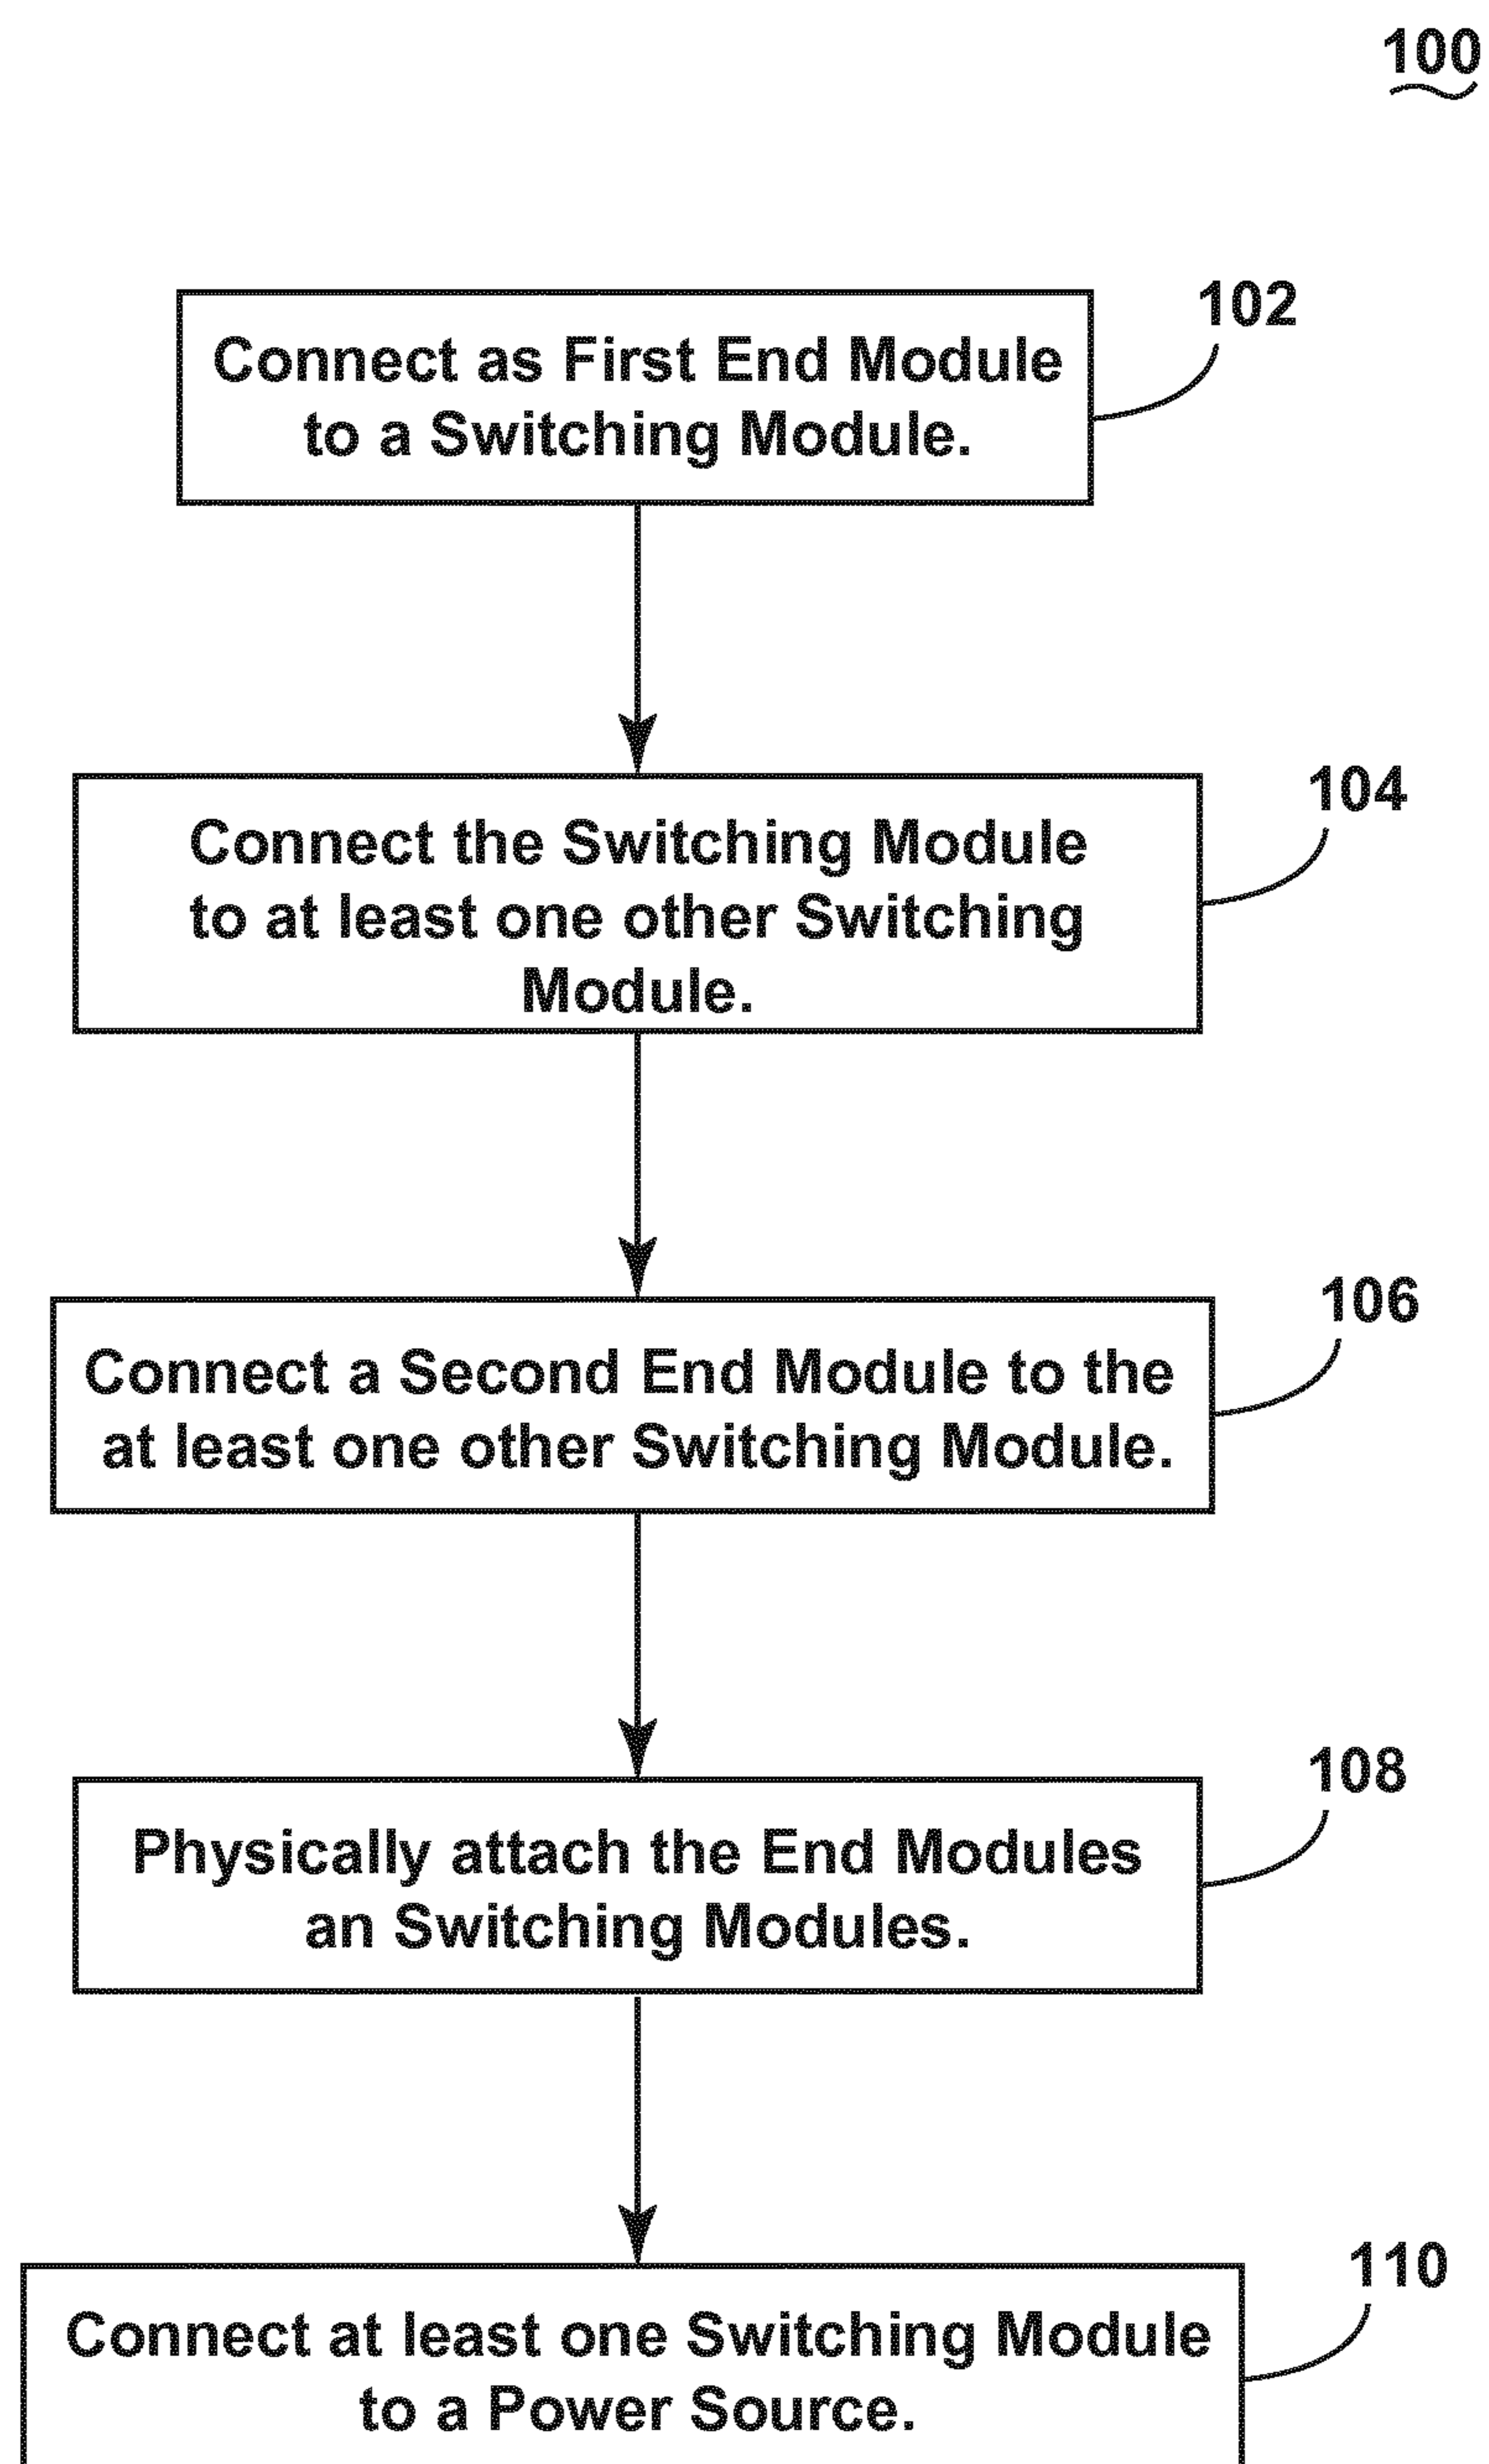 100
102
Connect as First End Module
to a Switching Module.
104
Connect the Switching Module
to at least one other Switching
Module.
106
Connect a Second End Module to the
at least one other Switching Module.
108
Physically attach the End Modules
an Switching Modules.
110
Connect at least one Switching Module
to a Power Source.